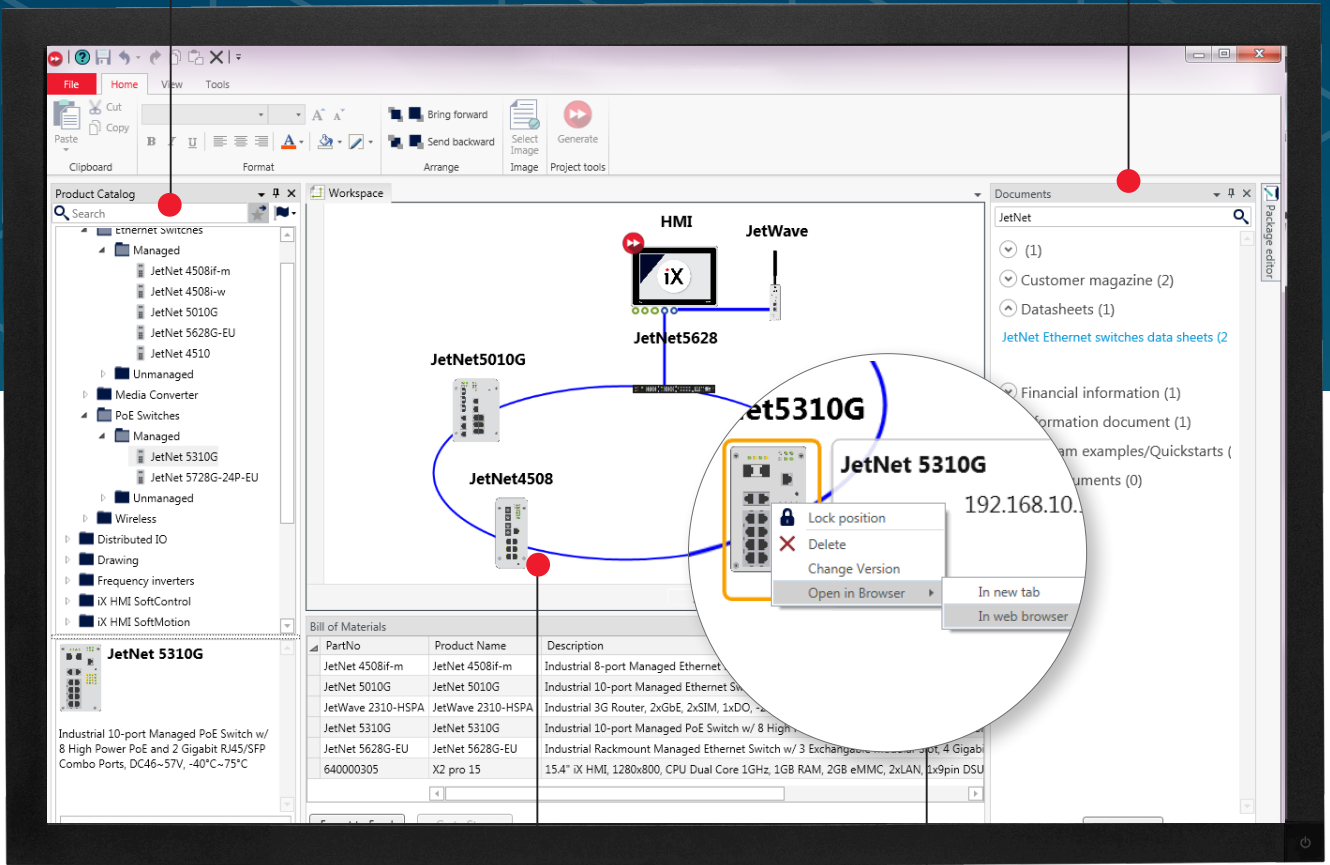 File
Home
View
Tools
Cut
Copy
Paste
Clipboard
B I U
A
Format
Bring forward
Send backward
Arrange
Select
Image
Image
Generate
Project tools
Product Catalog
Search
Ethernet Switches
Managed
JetNet 4508if-m
JetNet 4508i-w
JetNet 5010G
JetNet 5628G-EU
JetNet 4510
Unmanaged
Media Converter
PoE Switches
Managed
JetNet 5310G
JetNet 5728G-24P-EU
Unmanaged
Wireless
Distributed IO
Drawing
Frequency inverters
iX HMI SoftControl
iX HMI SoftMotion
JetNet 5310G
Industrial 10-port Managed PoE Switch w/
8 High Power PoE and 2 Gigabit RJ45/SFP
Combo Ports, DC46~57V, -40°C~75°C
Workspace
HMI
JetWave
iX
JetNet5628
JetNet5010G
JetNet4508
et5310G
JetNet 5310G
192.168.10..
Lock position
Delete
Change Version
Open in Browser
In new tab
In web browser
Bill of Materials
PartNo Product Name Description
JetNet 4508if-m JetNet 4508if-m Industrial 8-port Managed Ethernet
JetNet 5010G JetNet 5010G Industrial 10-port Managed Ethernet Sw
JetWave 2310-HSPA JetWave 2310-HSPA Industrial 3G Router, 2xGbE, 2xSIM, 1xDO,
JetNet 5310G JetNet 5310G Industrial 10-port Managed PoE Switch w/ 8 High
JetNet 5628G-EU JetNet 5628G-EU Industrial Rackmount Managed Ethernet Switch w/ 3 Exchangable Modular Slot, 4 Gigabi
640000305 X2 pro 15 15.4" iX HMI, 1280x800, CPU Dual Core 1GHz, 1GB RAM, 2GB eMMC, 2xLAN, 1x9pin DSU
Documents
JetNet
(1)
Customer magazine (2)
Datasheets (1)
JetNet Ethernet switches data sheets (2
Financial information (1)
formation document (1)
am examples/Quickstarts (
uments (0)
Package editor